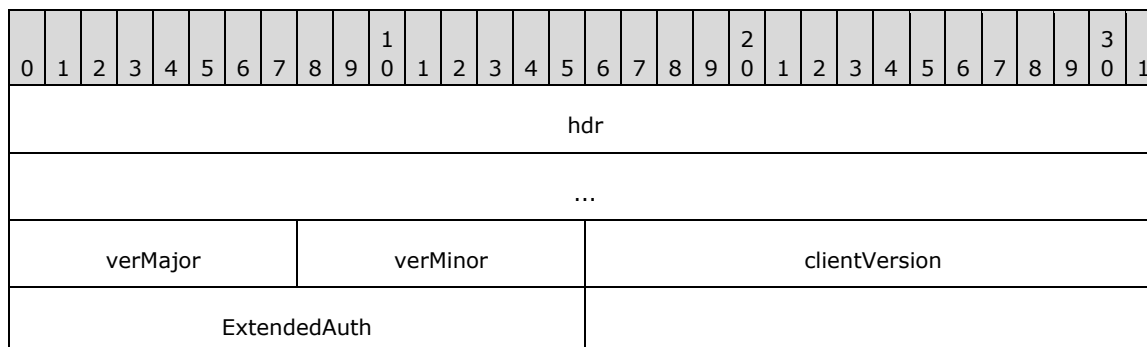 1 2 3
0 1 2 3 4 5 6 7 8 9 0 1 2 3 4 5 6 7 8 9 0 1 2 3 4 5 6 7 8 9 0 1
hdr
...
verMajor verMinor clientVersion
ExtendedAuth